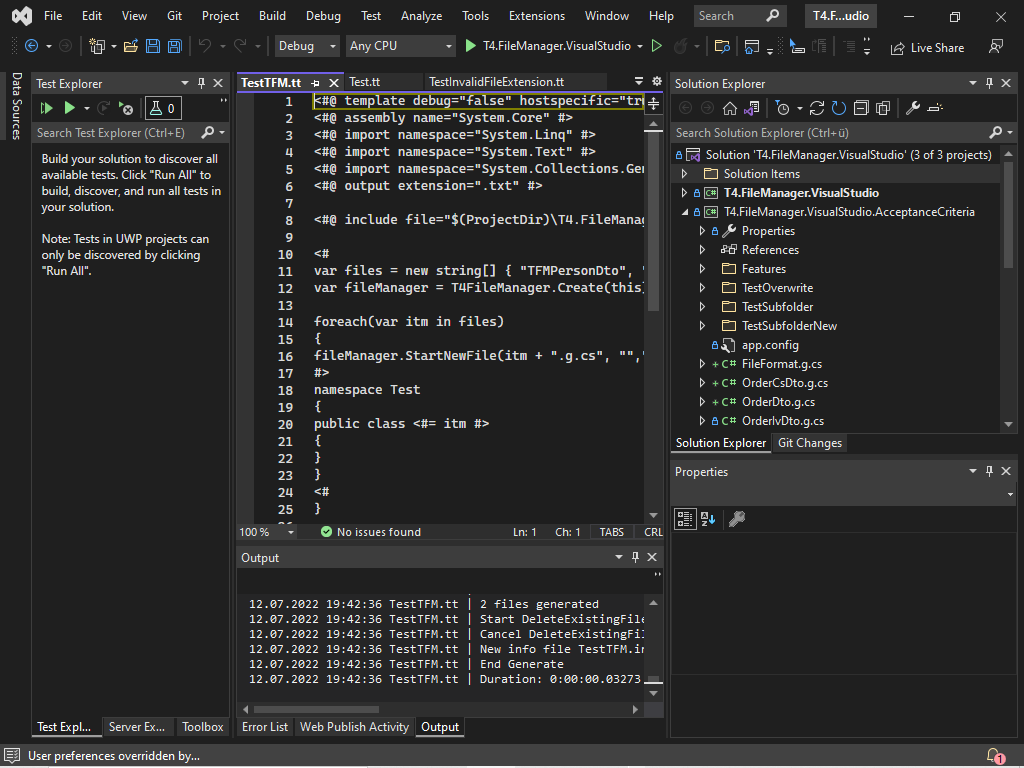 File Edit View Git Project Build Debug Test Analyze Tools Extensions Window Help Search T4.F...udio
Debug Any CPU T4.FileManager.VisualStudio Live Share
Data Sources
Test Explorer
0
Search Test Explorer (Ctrl+E)
Build your solution to discover all
available tests. Click "Run All" to
build, discover, and run all tests in
your solution.
Note: Tests in UWP projects can
only be discovered by clicking
"Run All".
Test Expl... Server Ex... Toolbox
TestTFM.tt Test.tt TestInvalidFileExtension.tt
1 <#@ template debug="false" hostspecific="tru
2 <#@ assembly name="System.Core" #>
3 <#@ import namespace="System.Linq" #>
4 <#@ import namespace="System.Text" #>
5 <#@ import namespace="System.Collections.Gen
6 <#@ output extension=".txt" #>
7
8 <#@ include file="$(ProjectDir)\T4.FileManag
9
10 <#
11 var files = new string[] { "TFMPersonDto", "
12 var fileManager = T4FileManager.Create(this)
13
14 foreach(var itm in files)
15 {
16 fileManager.StartNewFile(itm + ".g.cs", "","
17 #>
18 namespace Test
19 {
20 public class <#= itm #>
21 {
22 }
23 }
24 <#
25 }
100 % No issues found Ln: 1 Ch: 1 TABS CRL
Output
12.07.2022 19:42:36 TestTFM.tt | 2 files generated
12.07.2022 19:42:36 TestTFM.tt | Start DeleteExistingFile
12.07.2022 19:42:36 TestTFM.tt | Cancel DeleteExistingFil
12.07.2022 19:42:36 TestTFM.tt | New info file TestTFM.in
12.07.2022 19:42:36 TestTFM.tt | End Generate
12.07.2022 19:42:36 TestTFM.tt | Duration: 0:00:00.03273
Error List Web Publish Activity Output
Solution Explorer
Search Solution Explorer (Ctrl+ü)
Solution 'T4.FileManager.VisualStudio' (3 of 3 projects)
Solution Items
C# T4.FileManager.VisualStudio
C# T4.FileManager.VisualStudio.AcceptanceCriteria
Properties
References
Features
TestOverwrite
TestSubfolder
TestSubfolderNew
app.config
+ C# FileFormat.g.cs
+ C# OrderCsDto.g.cs
+ C# OrderDto.g.cs
C# OrderIvDto.g.cs
Solution Explorer Git Changes
Properties
User preferences overridden by... 1